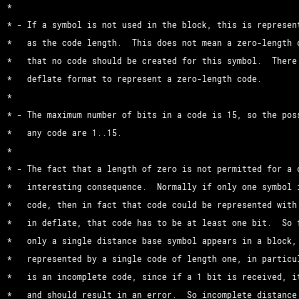 *
* - If a symbol is not used in the block, this is represent
*   as the code length.  This does not mean a zero-length
*   that no code should be created for this symbol.  There
*   deflate format to represent a zero-length code.
*
* - The maximum number of bits in a code is 15, so the pos
*   any code are 1..15.
*
* - The fact that a length of zero is not permitted for a
*   interesting consequence.  Normally if only one symbol
*   code, then in fact that code could be represented with
*   in deflate, that code has to be at least one bit.  So
*   only a single distance base symbol appears in a block,
*   represented by a single code of length one, in particul
*   is an incomplete code, since if a 1 bit is received, i
*   and should result in an error.  So incomplete distance